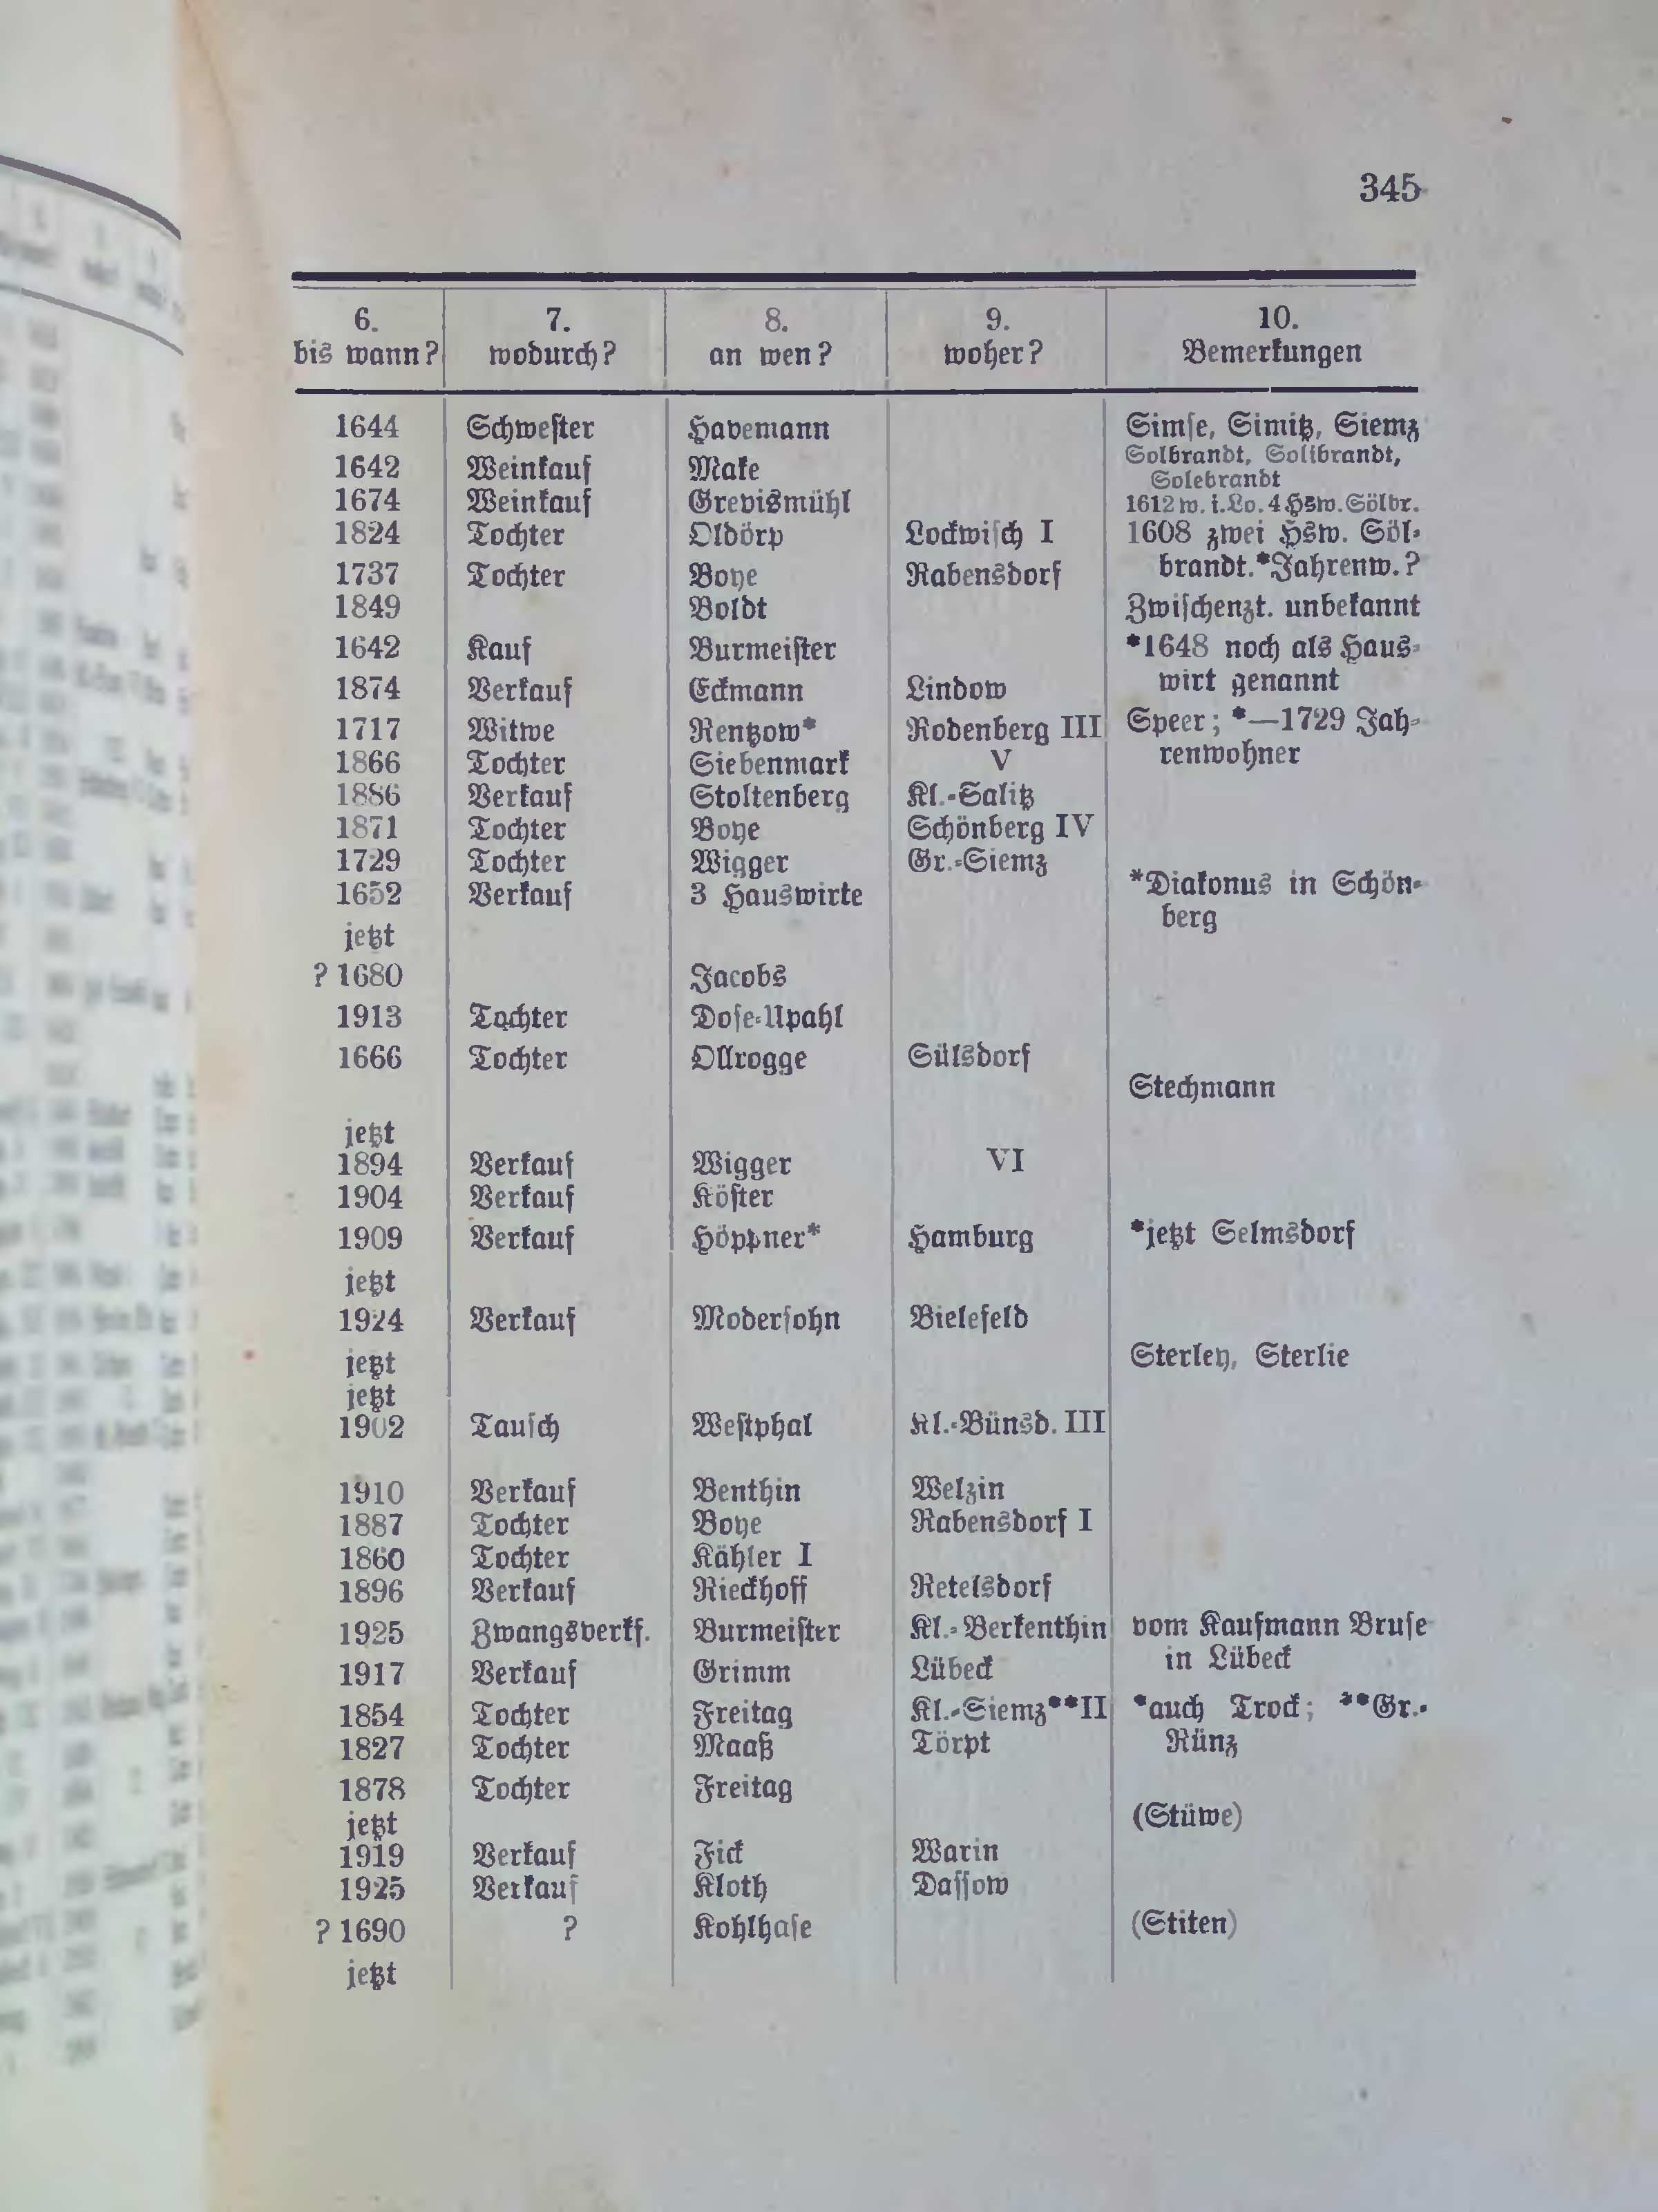 345
6. 7. 8. 9. 10.
bis wann? wodurch? an wen? woher? Bemerkungen
1644 Schwester Havemann Simse, Simitz, Siemz
Solbrandt, Solibrandt,
1642 Weinkauf Make Solebrandt
1674 Weinkauf Grevismühl 1612 w. i. Lo. 4 Hsw. Sölbr.
1824 Tochter Oldörp Lockwisch I 1608 zwei Hsw. Söl-
1737 Tochter Boye Rabensdorf brandt. *Jahrenw.?
1849 Boldt Zwischenzt. unbekannt
1642 Kauf Burmeister *1648 noch als Haus-
1874 Verkauf Eckmann Lindow wirt genannt
1717 Witwe Rentzow* Rodenberg III Speer; *—1729 Jah-
1866 Tochter Siebenmark V renwohner
1886 Verkauf Stoltenberg Kl.-Salitz
1871 Tochter Boye Schönberg IV
1729 Tochter Wigger Gr.-Siemz
1652 Verkauf 3 Hauswirte *Diakonus in Schön-
berg
jetzt
? 1680 Jacobs
1913 Tochter Dose-Upahl
1666 Tochter Ollrogge Sülsdorf
Stechmann
jetzt
1894 Verkauf Wigger VI
1904 Verkauf Köster
1909 Verkauf Höppner* Hamburg *jetzt Selmsdorf
jetzt
1924 Verkauf Modersohn Bielefeld
jetzt Sterley, Sterlie
jetzt
1902 Tausch Westphal Kl.-Bünsd. III
1910 Verkauf Benthin Welzin
1887 Tochter Boye Rabensdorf I
1860 Tochter Kähler I
1896 Verkauf Rieckhoff Retelsdorf
1925 Zwangsverkf. Burmeister Kl.-Berkenthin vom Kaufmann Bruse
1917 Verkauf Grimm Lübeck in Lübeck
1854 Tochter Freitag Kl.-Siemz**II *auch Trock; **Gr.-
1827 Tochter Maaß Törpt Rünz
1878 Tochter Freitag
jetzt (Stüwe)
1919 Verkauf Fick Warin
1925 Verkauf Kloth Dassow
? 1690 ? Kohlhase (Stiten)
jetzt